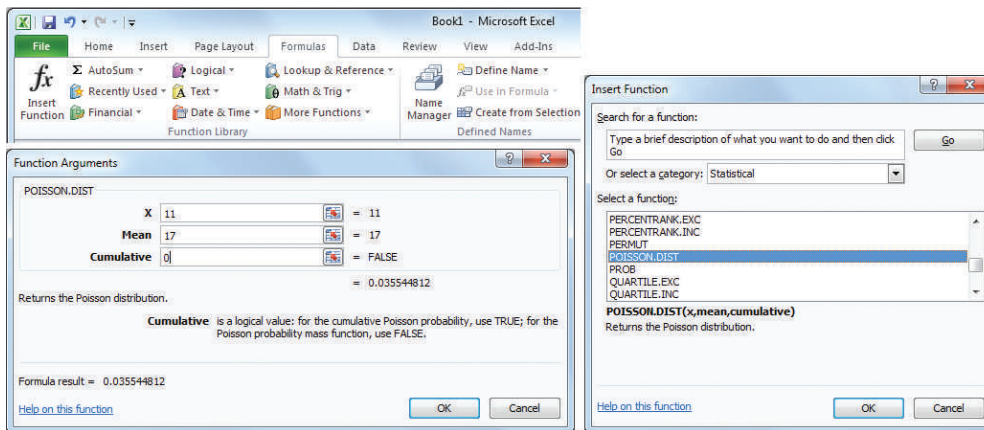 Book1 - Microsoft Excel
File Home Insert Page Layout Formulas Data Review View Add-Ins
fx
Insert Function
Σ AutoSum
Recently Used
Financial
Logical
Text
Date & Time
Lookup & Reference
Math & Trig
More Functions
Function Library
Name Manager
Define Name
Use in Formula
Create from Selection
Defined Names
Function Arguments
POISSON.DIST
X 11 = 11
Mean 17 = 17
Cumulative 0 = FALSE
= 0.035544812
Returns the Poisson distribution.
Cumulative is a logical value: for the cumulative Poisson probability, use TRUE; for the
Poisson probability mass function, use FALSE.
Formula result = 0.035544812
Help on this function
OK Cancel
Insert Function
Search for a function:
Type a brief description of what you want to do and then click
Go
Go
Or select a category: Statistical
Select a function:
PERCENTRANK.EXC
PERCENTRANK.INC
PERMUT
POISSON.DIST
PROB
QUARTILE.EXC
QUARTILE.INC
POISSON.DIST(x,mean,cumulative)
Returns the Poisson distribution.
Help on this function
OK Cancel